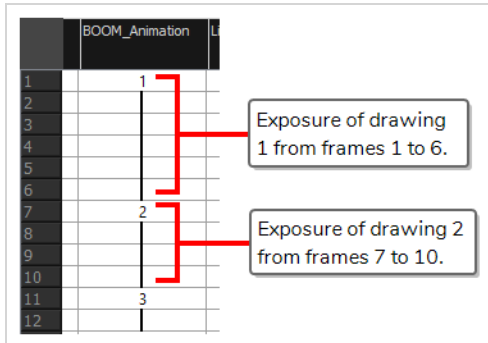 BOOM_Animation Li
1 1
2
3
4
5
6
7 2
8
9
10
11 3
12
Exposure of drawing
1 from frames 1 to 6.
Exposure of drawing 2
from frames 7 to 10.